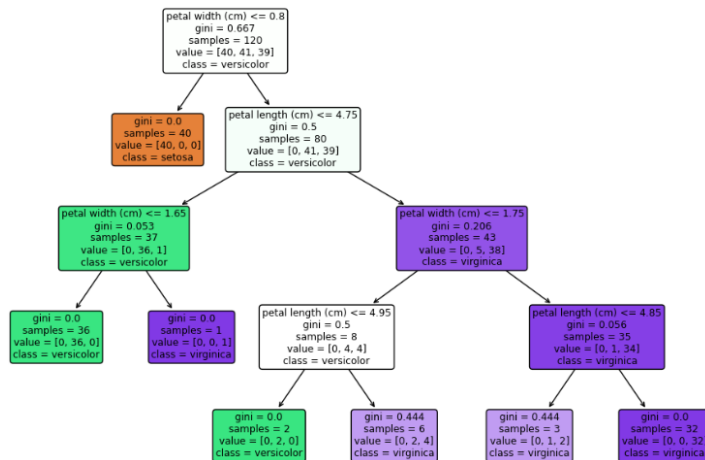 petal width (cm) <= 0.8
gini = 0.667
samples = 120
value = [40, 41, 39]
class = versicolor
gini = 0.0
samples = 40
value = [40, 0, 0]
class = setosa
petal length (cm) <= 4.75
gini = 0.5
samples = 80
value = [0, 41, 39]
class = versicolor
petal width (cm) <= 1.65
gini = 0.053
samples = 37
value = [0, 36, 1]
class = versicolor
petal width (cm) <= 1.75
gini = 0.206
samples = 43
value = [0, 5, 38]
class = virginica
gini = 0.0
samples = 36
value = [0, 36, 0]
class = versicolor
gini = 0.0
samples = 1
value = [0, 0, 1]
class = virginica
petal length (cm) <= 4.95
gini = 0.5
samples = 8
value = [0, 4, 4]
class = versicolor
petal length (cm) <= 4.85
gini = 0.056
samples = 35
value = [0, 1, 34]
class = virginica
gini = 0.0
samples = 2
value = [0, 2, 0]
class = versicolor
gini = 0.444
samples = 6
value = [0, 2, 4]
class = virginica
gini = 0.444
samples = 3
value = [0, 1, 2]
class = virginica
gini = 0.0
samples = 32
value = [0, 0, 32]
class = virginica